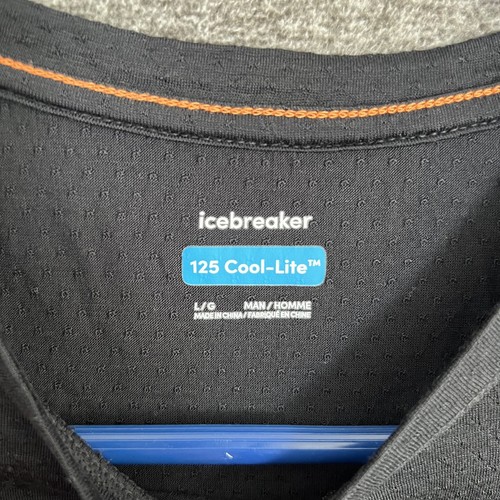 icebreaker
125 Cool-Lite™
L/G MAN/HOMME
MADE IN CHINA/FABRIQUÉ EN CHINE